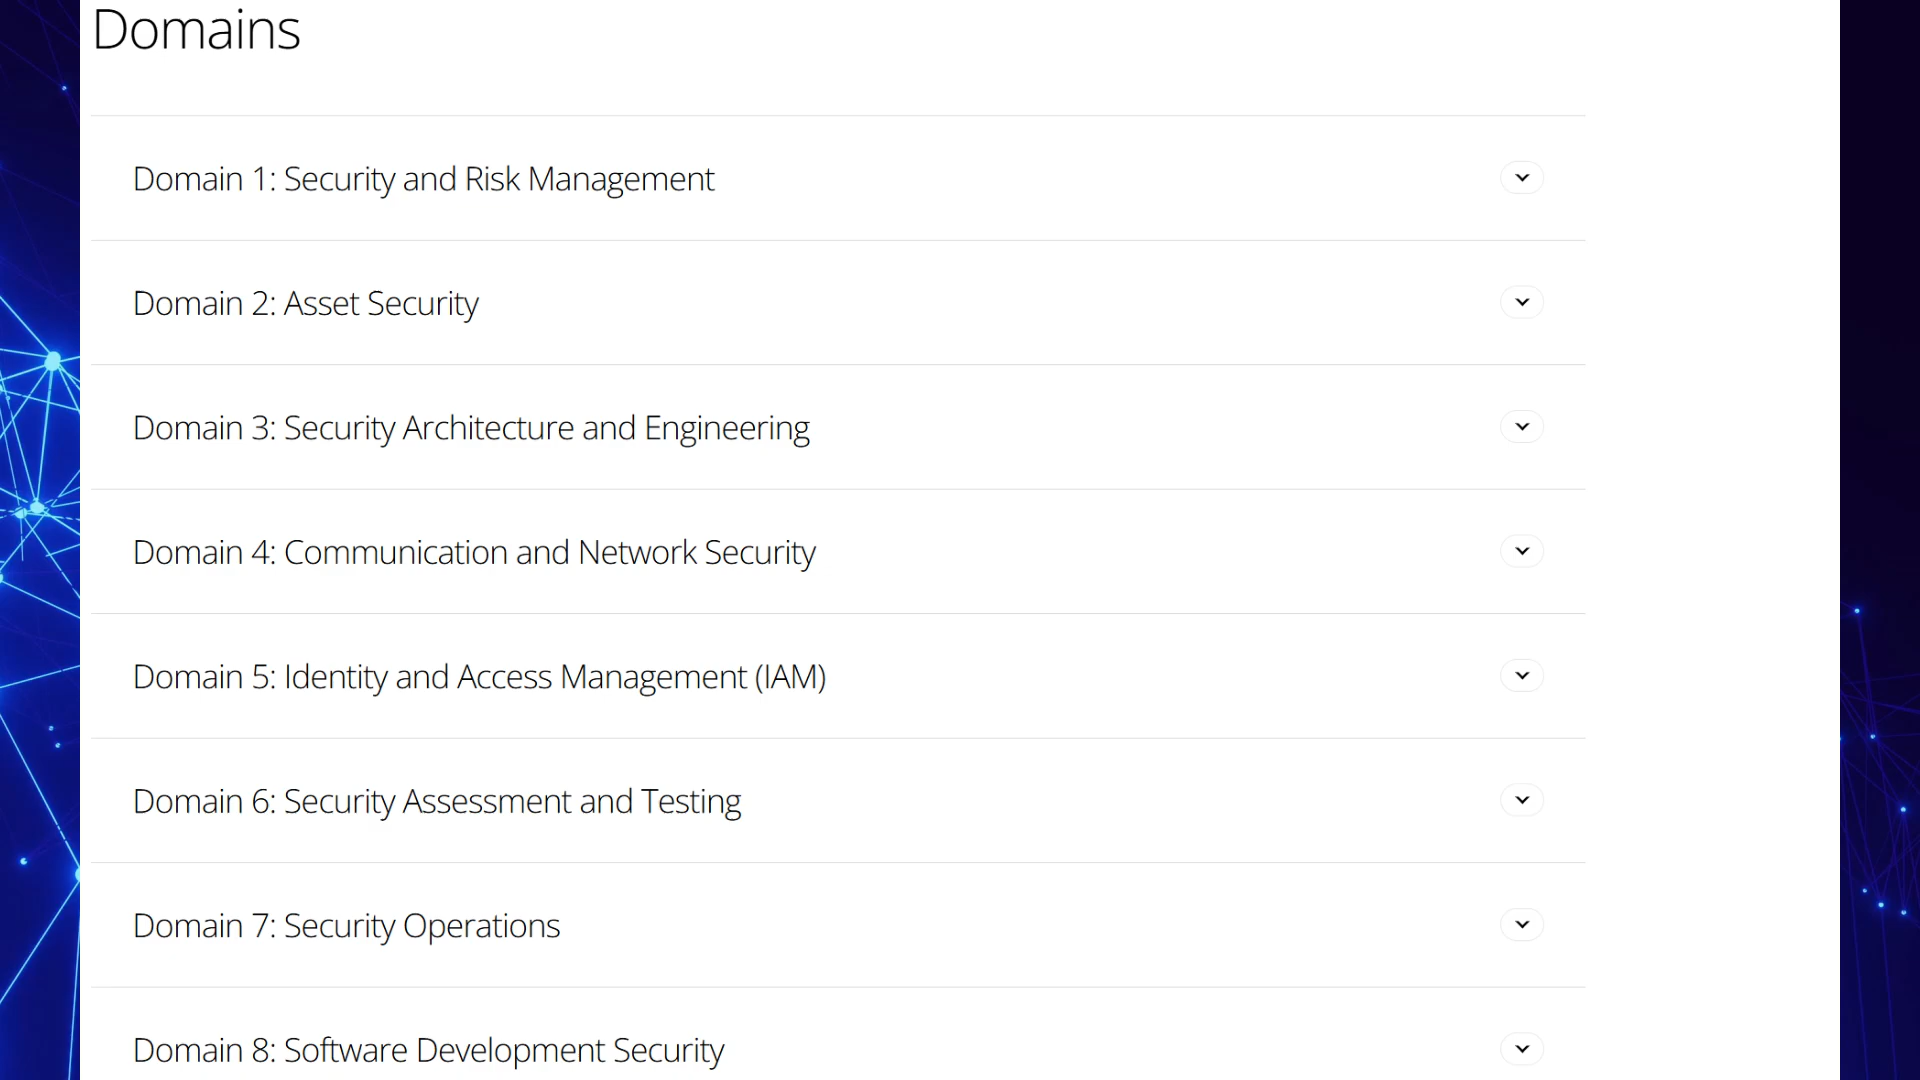 Domains
Domain 1: Security and Risk Management
Domain 2: Asset Security
Domain 3: Security Architecture and Engineering
Domain 4: Communication and Network Security
Domain 5: Identity and Access Management (IAM)
Domain 6: Security Assessment and Testing
Domain 7: Security Operations
Domain 8: Software Development Security